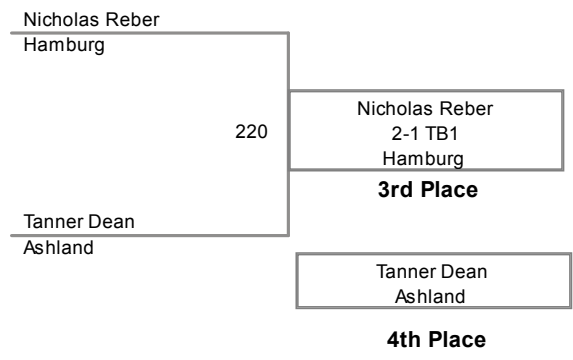 Nicholas Reber
Hamburg
220
Nicholas Reber
2-1 TB1
Hamburg
3rd Place
Tanner Dean
Ashland
Tanner Dean
Ashland
4th Place